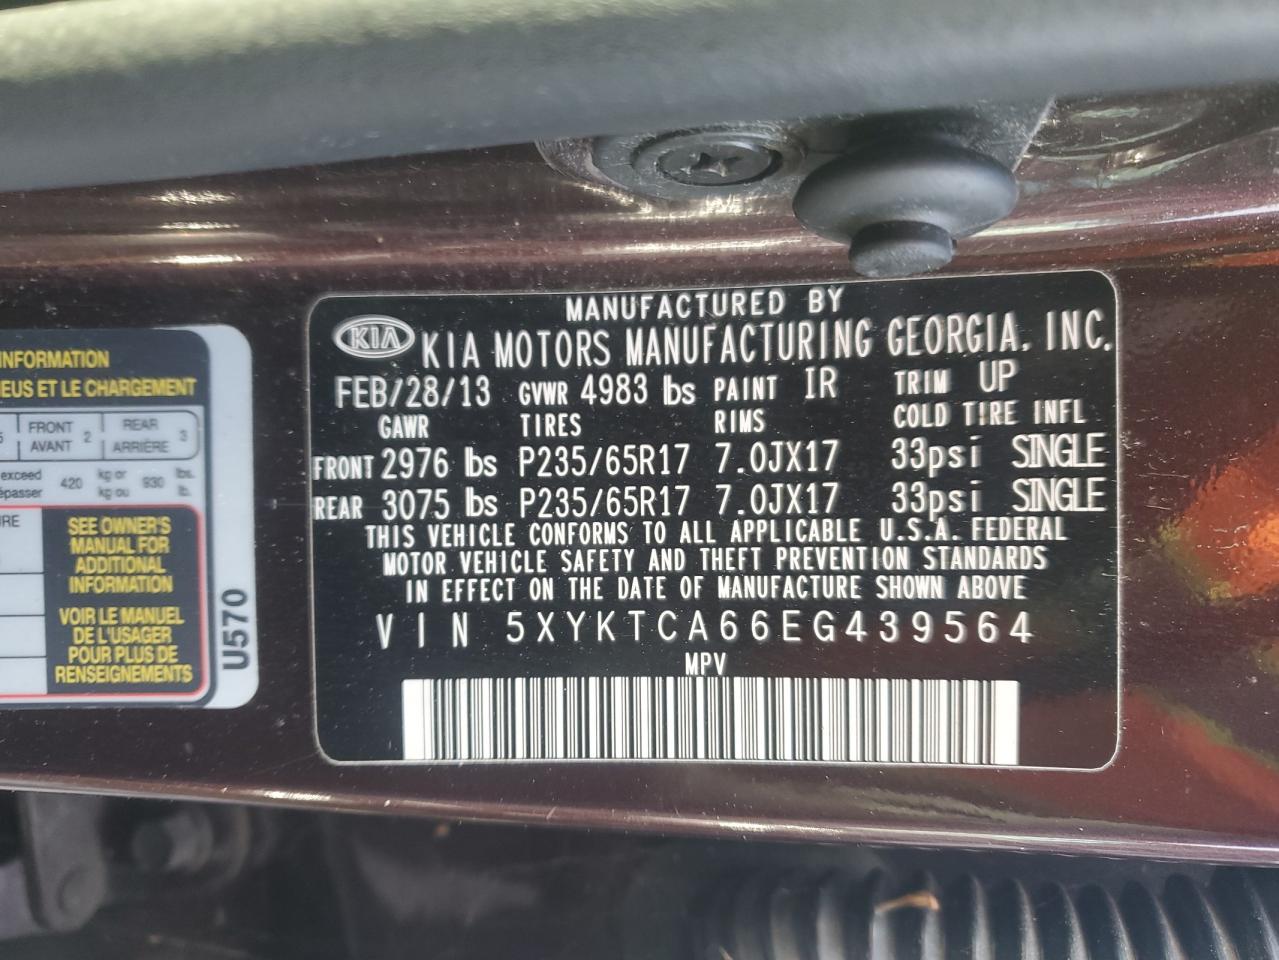 INFORMATION
EUS ET LE CHARGEMENT
5 FRONT AVANT 2 REAR ARRIÈRE 3
exceed 420 kg or 930 lbs.
épasser kg ou lb.
SEE OWNER'S
MANUAL FOR
ADDITIONAL
INFORMATION
VOIR LE MANUEL
DE L'USAGER
POUR PLUS DE
RENSEIGNEMENTS
U570
MANUFACTURED BY
KIA KIA MOTORS MANUFACTURING GEORGIA, INC.
FEB/28/13 GVWR 4983 lbs PAINT IR TRIM UP
GAWR TIRES RIMS COLD TIRE INFL
FRONT 2976 lbs P235/65R17 7.0JX17 33psi SINGLE
REAR 3075 lbs P235/65R17 7.0JX17 33psi SINGLE
THIS VEHICLE CONFORMS TO ALL APPLICABLE U.S.A. FEDERAL
MOTOR VEHICLE SAFETY AND THEFT PREVENTION STANDARDS
IN EFFECT ON THE DATE OF MANUFACTURE SHOWN ABOVE
VIN 5XYKTCA66EG439564
MPV